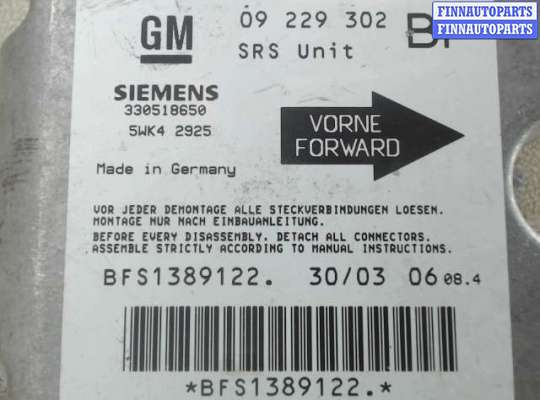 FINNAUTOPARTS
FINNAUTOPARTS
GM
09 229 302
SRS Unit
SIEMENS
330518650
5WK4 2925
VORNE
FORWARD
Made in Germany
VOR JEDER DEMONTAGE ALLE STECKVERBINDUNGEN LOESEN.
MONTAGE NUR NACH EINBAUANLEITUNG.
BEFORE EVERY DISASSEMBLY, DETACH ALL CONNECTORS.
ASSEMBLE STRICTLY ACCORDING TO MANUAL INSTRUCTIONS.
BFS1389122. 30/03 06 08.4
*BFS1389122.*